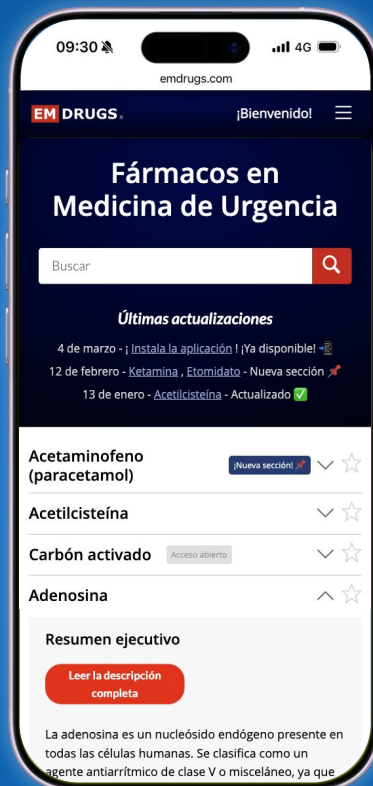 09:30
4G
emdrugs.com
EM DRUGS®
¡Bienvenido!
Fármacos en
Medicina de Urgencia
Buscar
Últimas actualizaciones
4 de marzo - ¡ Instala la aplicación ! ¡Ya disponible! 📲
12 de febrero - Ketamina , Etomidato - Nueva sección 📌
13 de enero - Acetilcisteína - Actualizado ✅
Acetaminofeno
(paracetamol)
¡Nueva sección! 📌
Acetilcisteína
Carbón activado
Acceso abierto
Adenosina
Resumen ejecutivo
Leer la descripción
completa
La adenosina es un nucleósido endógeno presente en
todas las células humanas. Se clasifica como un
agente antiarrítmico de clase V o misceláneo, ya que